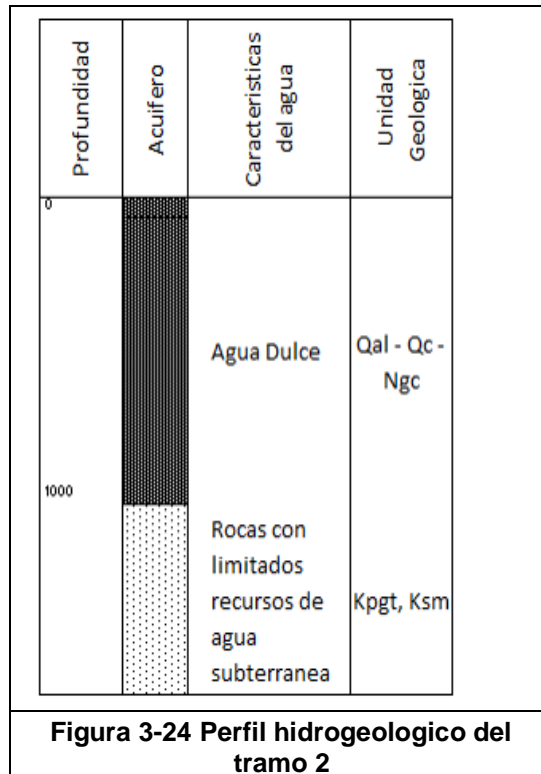 Profundidad
Acuifero
Caracteristicas
del agua
Unidad
Geologica
0
Agua Dulce
Qal - Qc -
Ngc
1000
Rocas con
limitados
recursos de
agua
subterranea
Kpgt, Ksm
Figura 3-24 Perfil hidrogeologico del
tramo 2